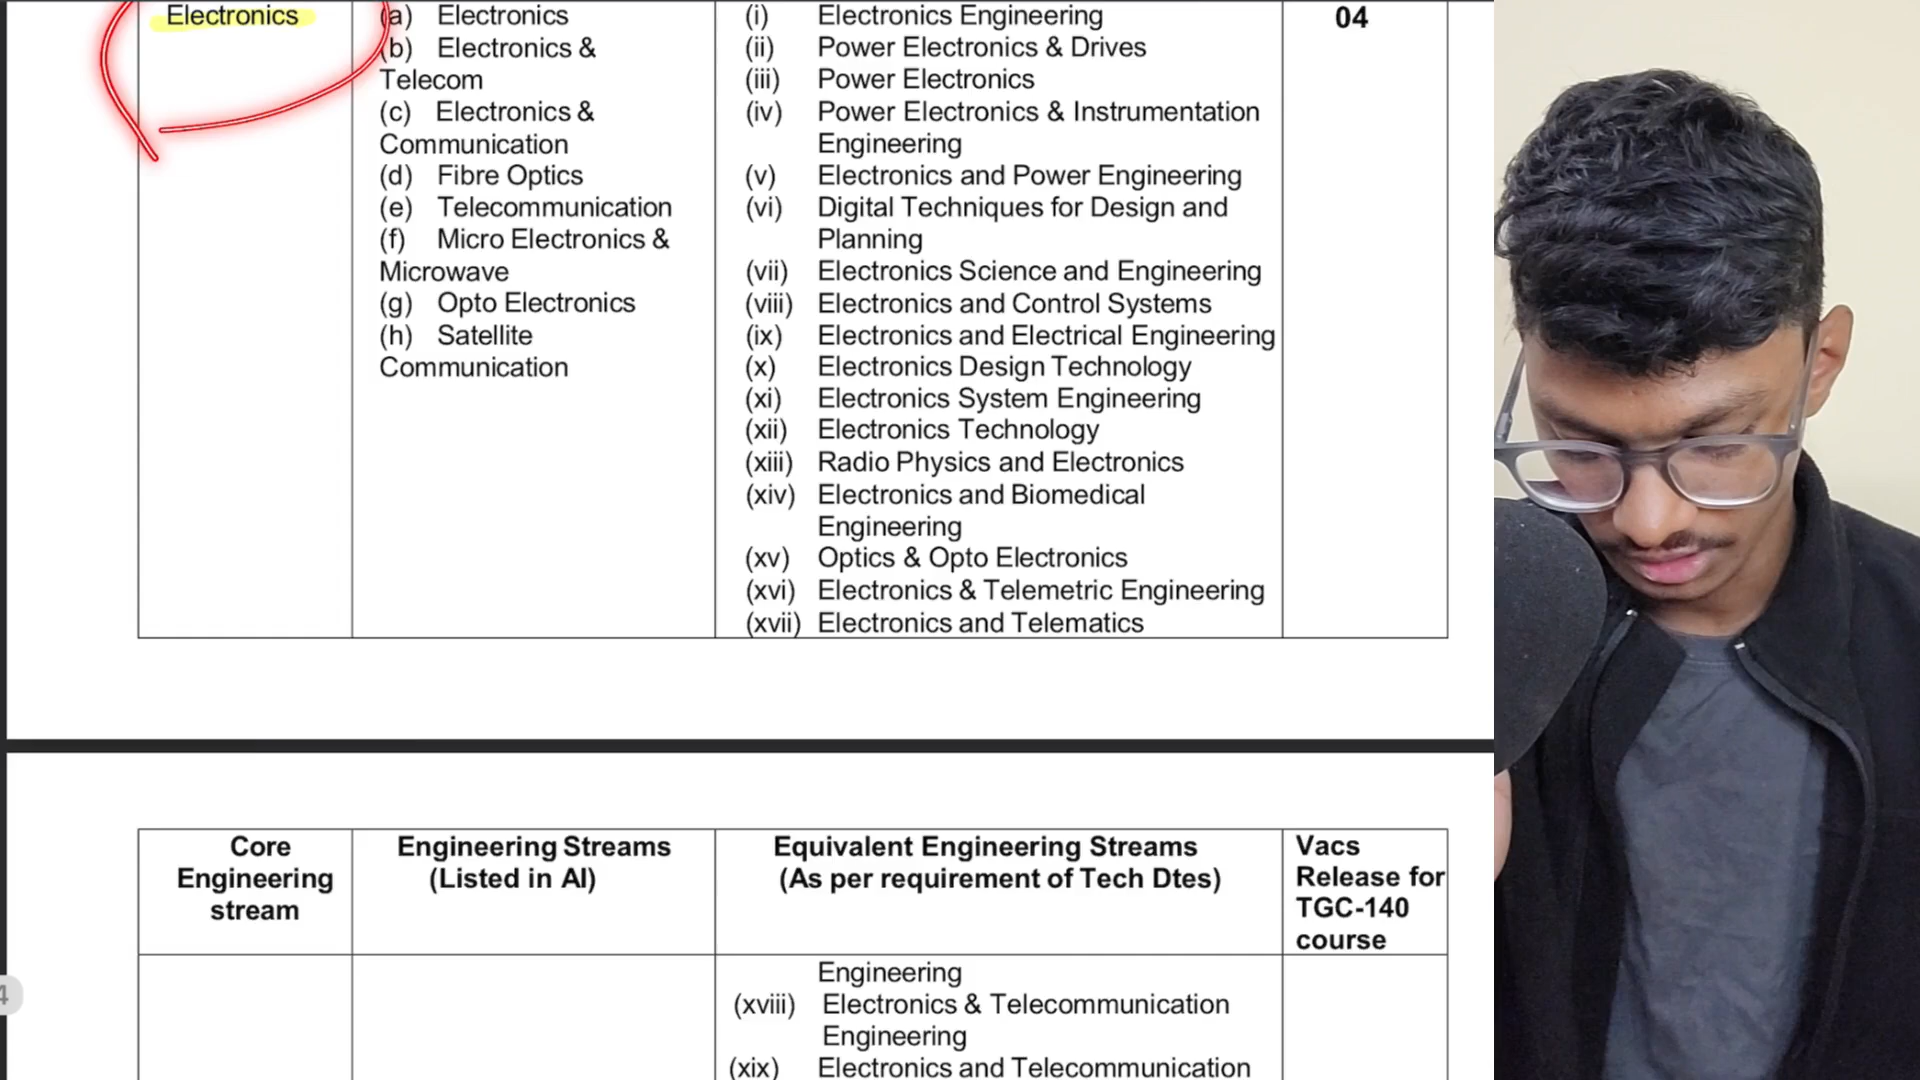 Electronics
(a) Electronics
(b) Electronics &
Telecom
(c) Electronics &
Communication
(d) Fibre Optics
(e) Telecommunication
(f) Micro Electronics &
Microwave
(g) Opto Electronics
(h) Satellite
Communication
(i) Electronics Engineering
(ii) Power Electronics & Drives
(iii) Power Electronics
(iv) Power Electronics & Instrumentation
Engineering
(v) Electronics and Power Engineering
(vi) Digital Techniques for Design and
Planning
(vii) Electronics Science and Engineering
(viii) Electronics and Control Systems
(ix) Electronics and Electrical Engineering
(x) Electronics Design Technology
(xi) Electronics System Engineering
(xii) Electronics Technology
(xiii) Radio Physics and Electronics
(xiv) Electronics and Biomedical
Engineering
(xv) Optics & Opto Electronics
(xvi) Electronics & Telemetric Engineering
(xvii) Electronics and Telematics
04
Core
Engineering
stream
Engineering Streams
(Listed in AI)
Equivalent Engineering Streams
(As per requirement of Tech Dtes)
Vacs
Release for
TGC-140
course
Engineering
(xviii) Electronics & Telecommunication
Engineering
(xix) Electronics and Telecommunication
4